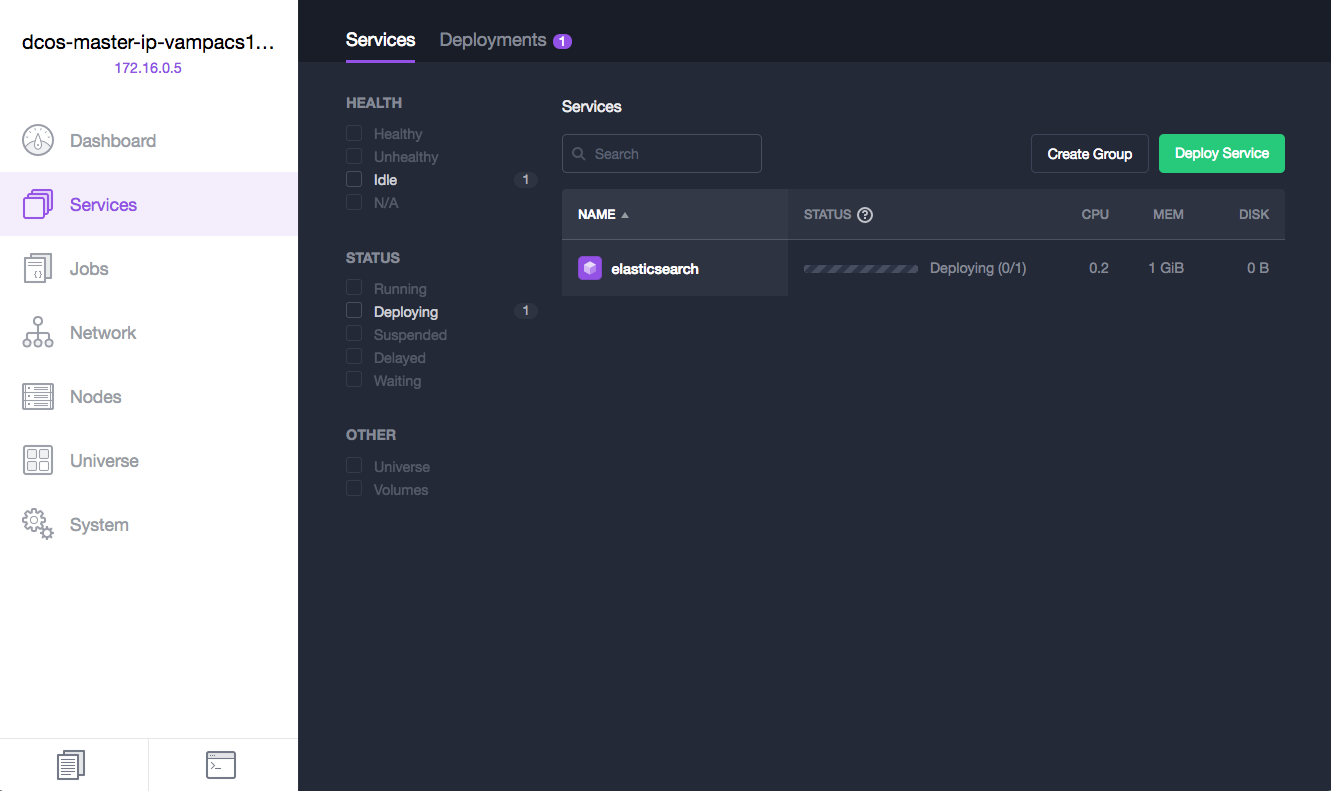 dcos-master-ip-vampacs1...
172.16.0.5
Dashboard
Services
Jobs
Network
Nodes
Universe
System
Services Deployments 1
HEALTH
Healthy
Unhealthy
Idle 1
N/A
STATUS
Running
Deploying 1
Suspended
Delayed
Waiting
OTHER
Universe
Volumes
Services
Search
Create Group Deploy Service
NAME STATUS ? CPU MEM DISK
elasticsearch Deploying (0/1) 0.2 1 GiB 0 B